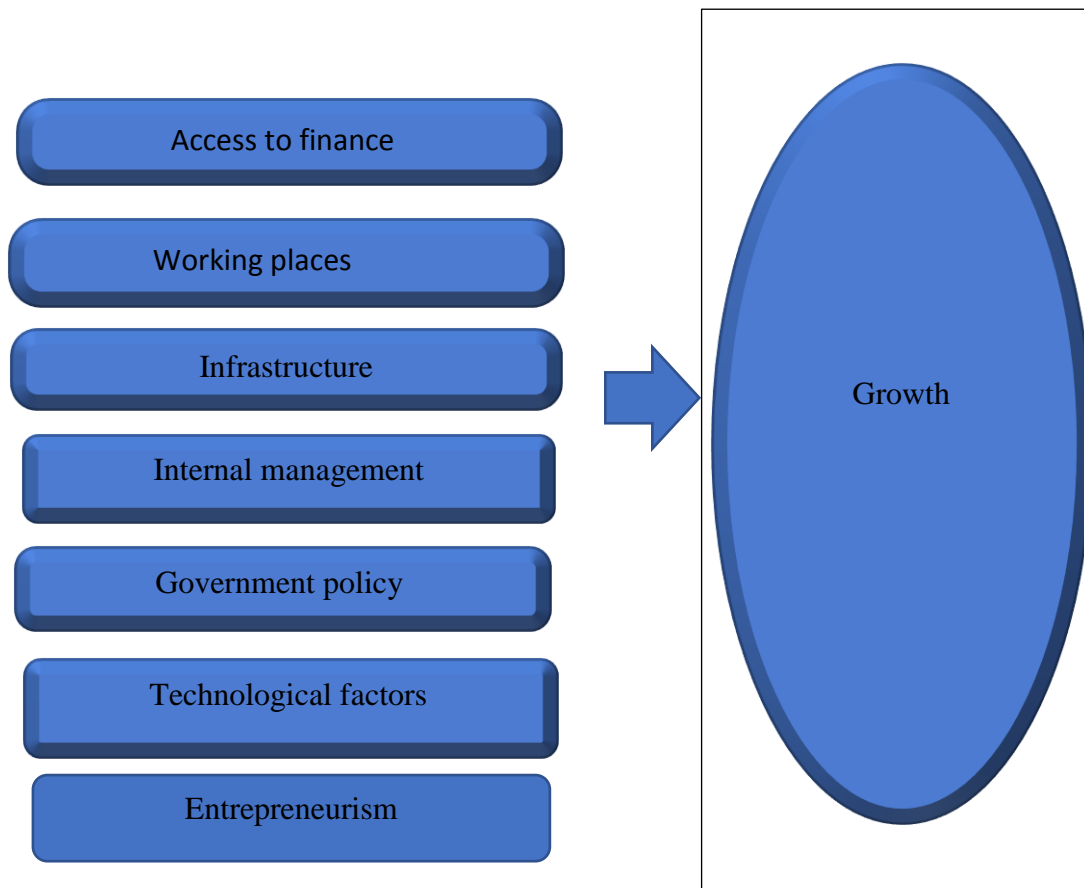 Access to finance
Working places
Infrastructure
Internal management
Government policy
Technological factors
Entrepreneurism
Growth